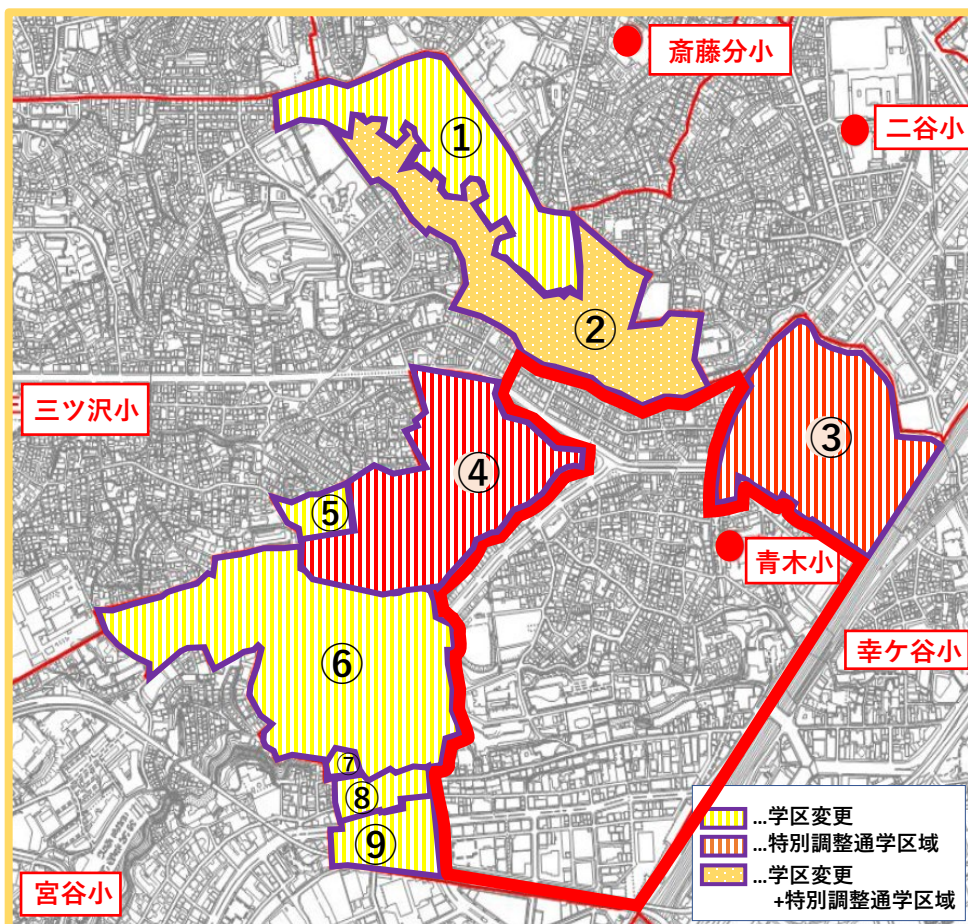 斎藤分小
二谷小
①
②
③
三ツ沢小
④
⑤
青木小
幸ケ谷小
⑥
⑦
⑧
⑨
宮谷小
...学区変更
...特別調整通学区域
...学区変更
+特別調整通学区域